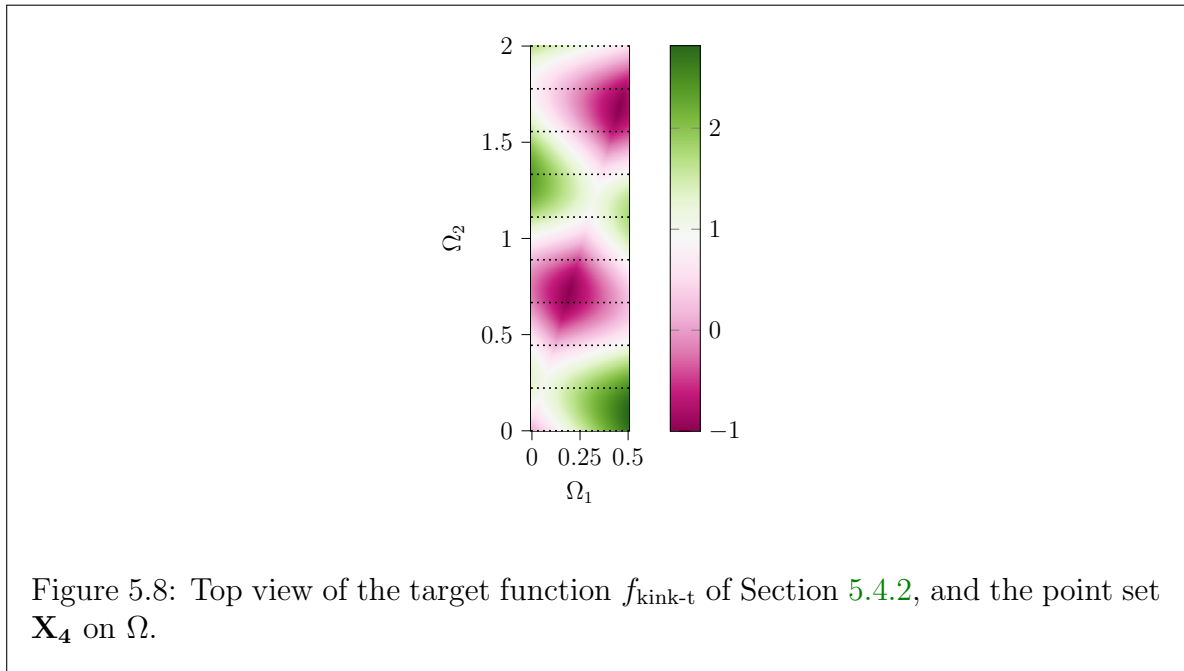 2
1.5
1
0.5
0
Ω₂
0 0.25 0.5
Ω₁
2
1
0
−1
Figure 5.8: Top view of the target function f_kink-t of Section 5.4.2, and the point set
X₄ on Ω.